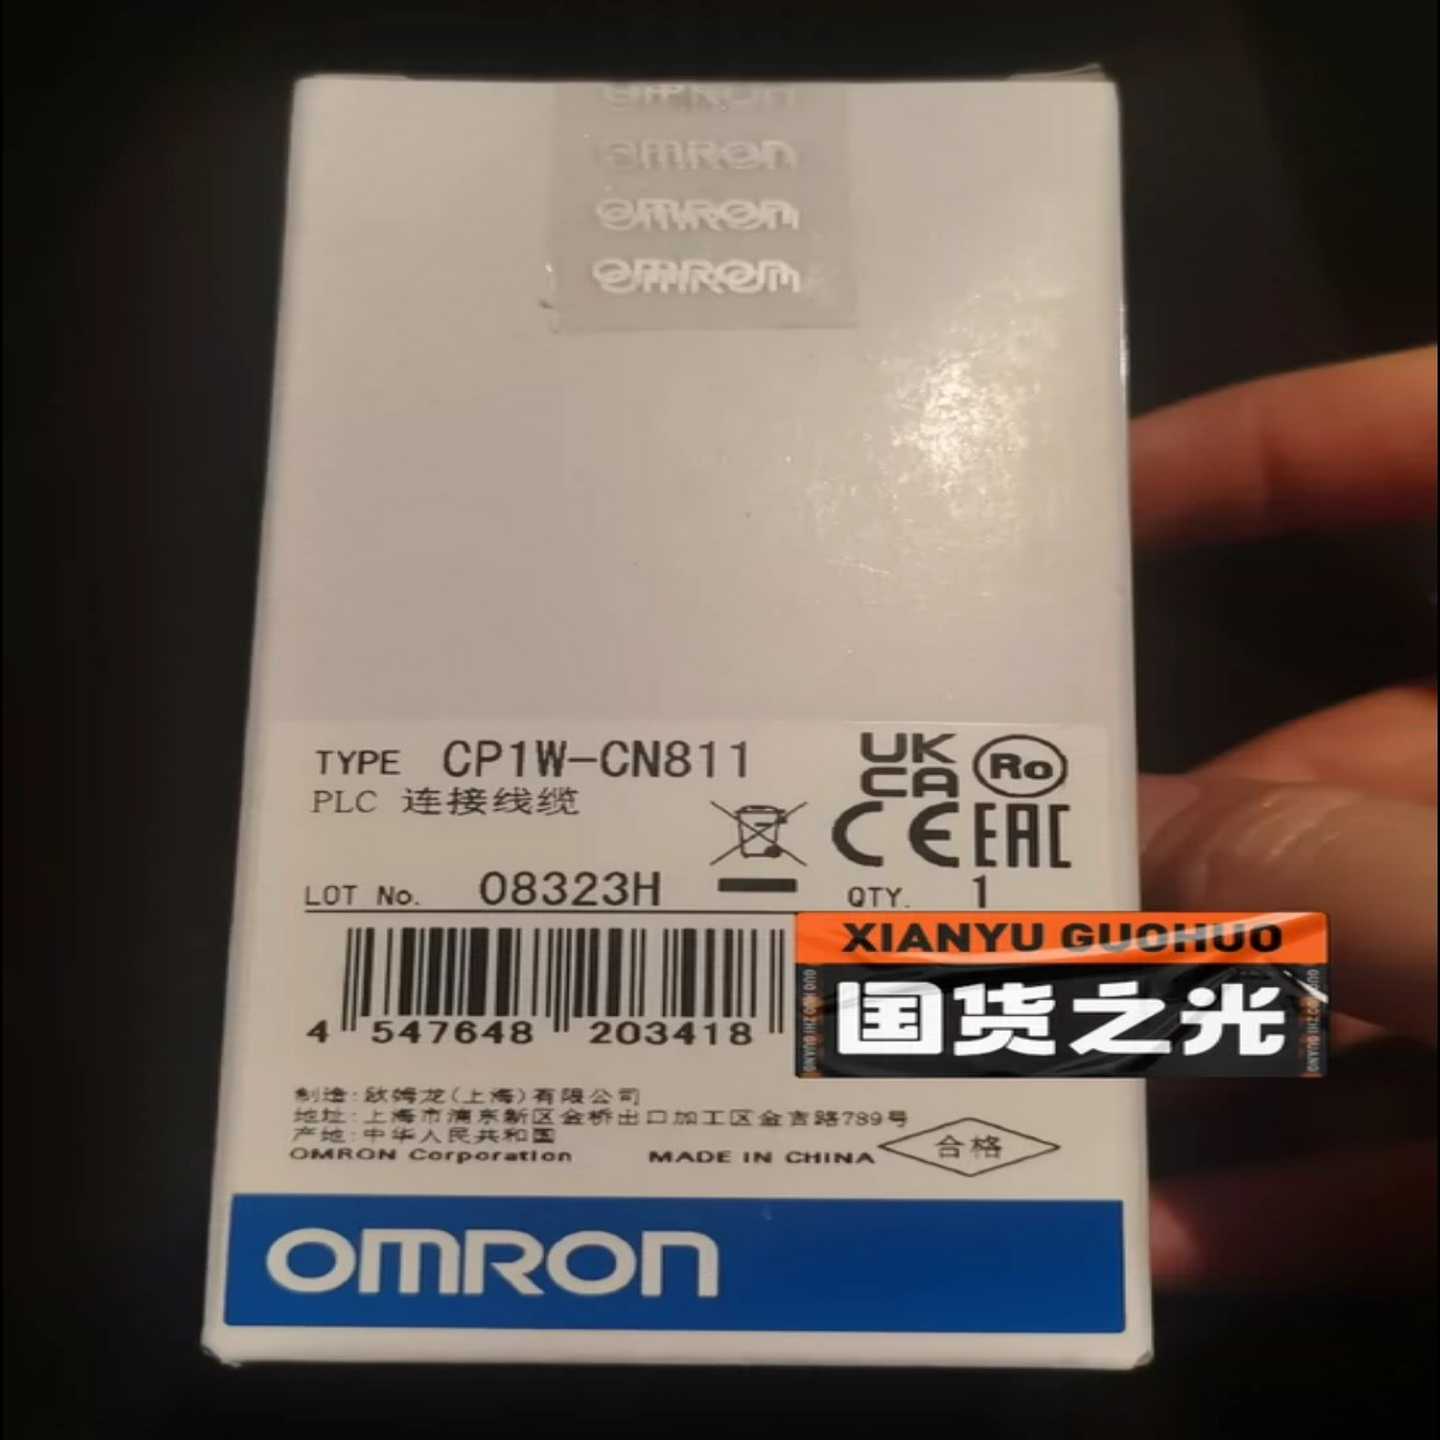 OMRON
OMRON
OMRON
OMRON
TYPE CP1W-CN811
PLC 连接线缆
UK
CA
Ro
CE EAC
LOT No. 08323H
QTY. 1
XIANYU GUOHUO
国货之光
4 547648 203418
制造:欧姆龙(上海)有限公司
地址:上海市浦东新区金桥出口加工区金吉路789号
产地:中华人民共和国
OMRON Corporation MADE IN CHINA
合格
OMRON